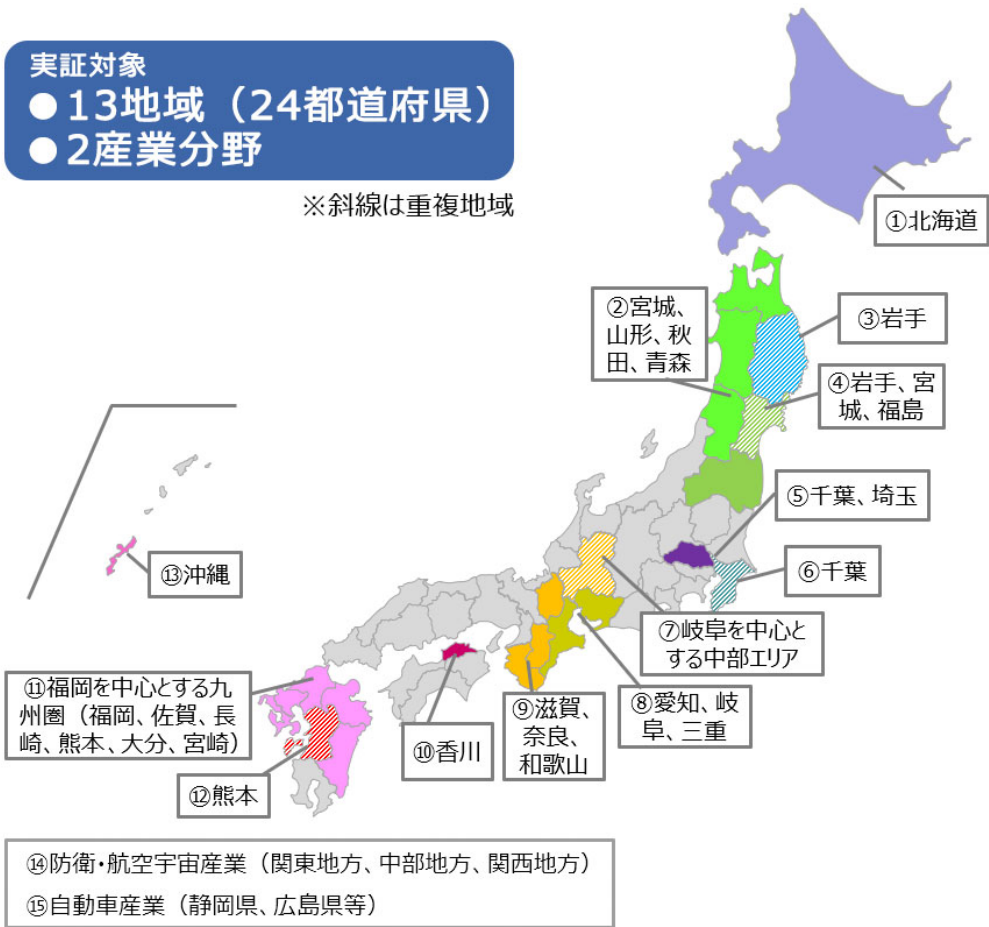 実証対象
●13地域（24都道府県）
●2産業分野
※斜線は重複地域
①北海道
②宮城、
山形、秋
田、青森
③岩手
④岩手、宮
城、福島
⑤千葉、埼玉
⑥千葉
⑦岐阜を中心と
する中部エリア
⑧愛知、岐
阜、三重
⑨滋賀、
奈良、
和歌山
⑩香川
⑪福岡を中心とする九
州圏（福岡、佐賀、長
崎、熊本、大分、宮崎）
⑫熊本
⑬沖縄
⑭防衛・航空宇宙産業（関東地方、中部地方、関西地方）
⑮自動車産業（静岡県、広島県等）